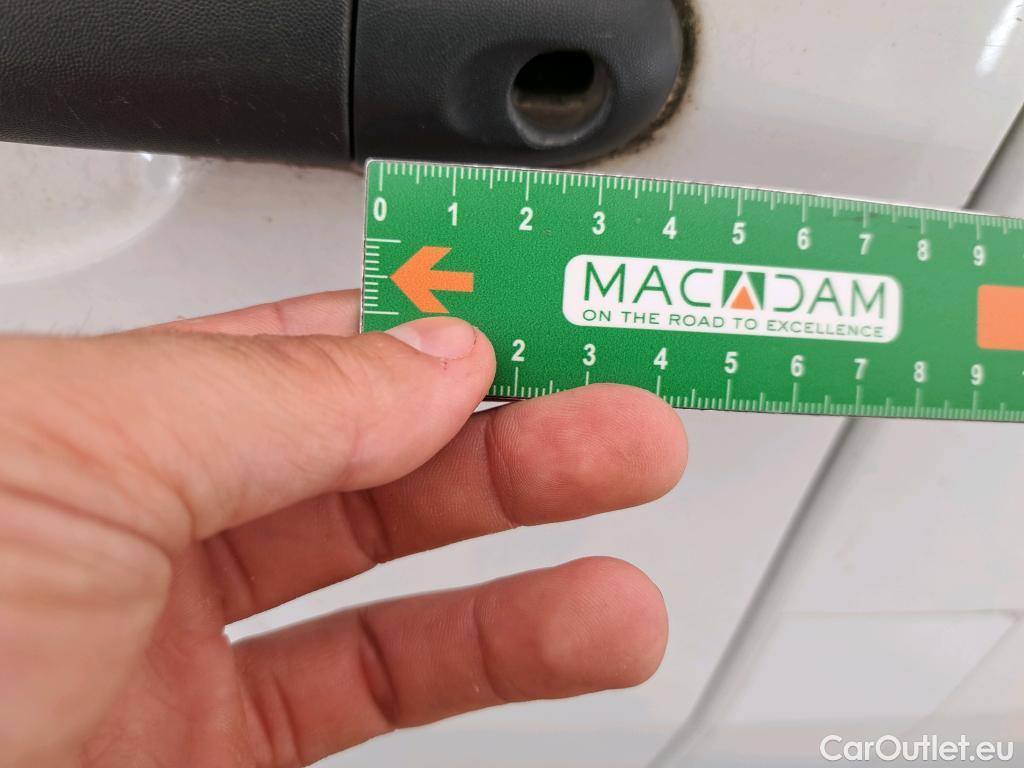 0 1 2 3 4 5 6 7 8 9
MACADAM
ON THE ROAD TO EXCELLENCE
2 3 4 5 6 7 8 9
CarOutlet.eu